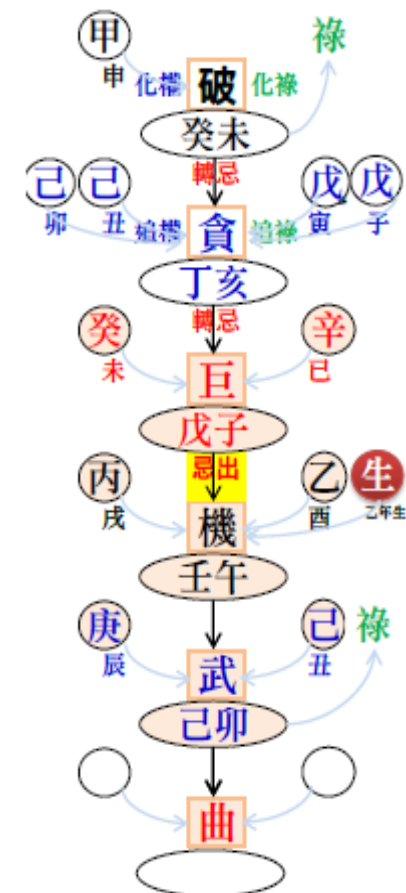 甲 祿
申 化權 破 化祿
癸未
轉忌
己 己 戊 戊
卯 丑 追權 貪 追祿 寅 子
丁亥
轉忌
癸 辛
未 巨 巳
戊子
忌出
丙 乙 生
戌 機 酉 乙年生
壬午
庚 己 祿
辰 武 丑
己卯
曲